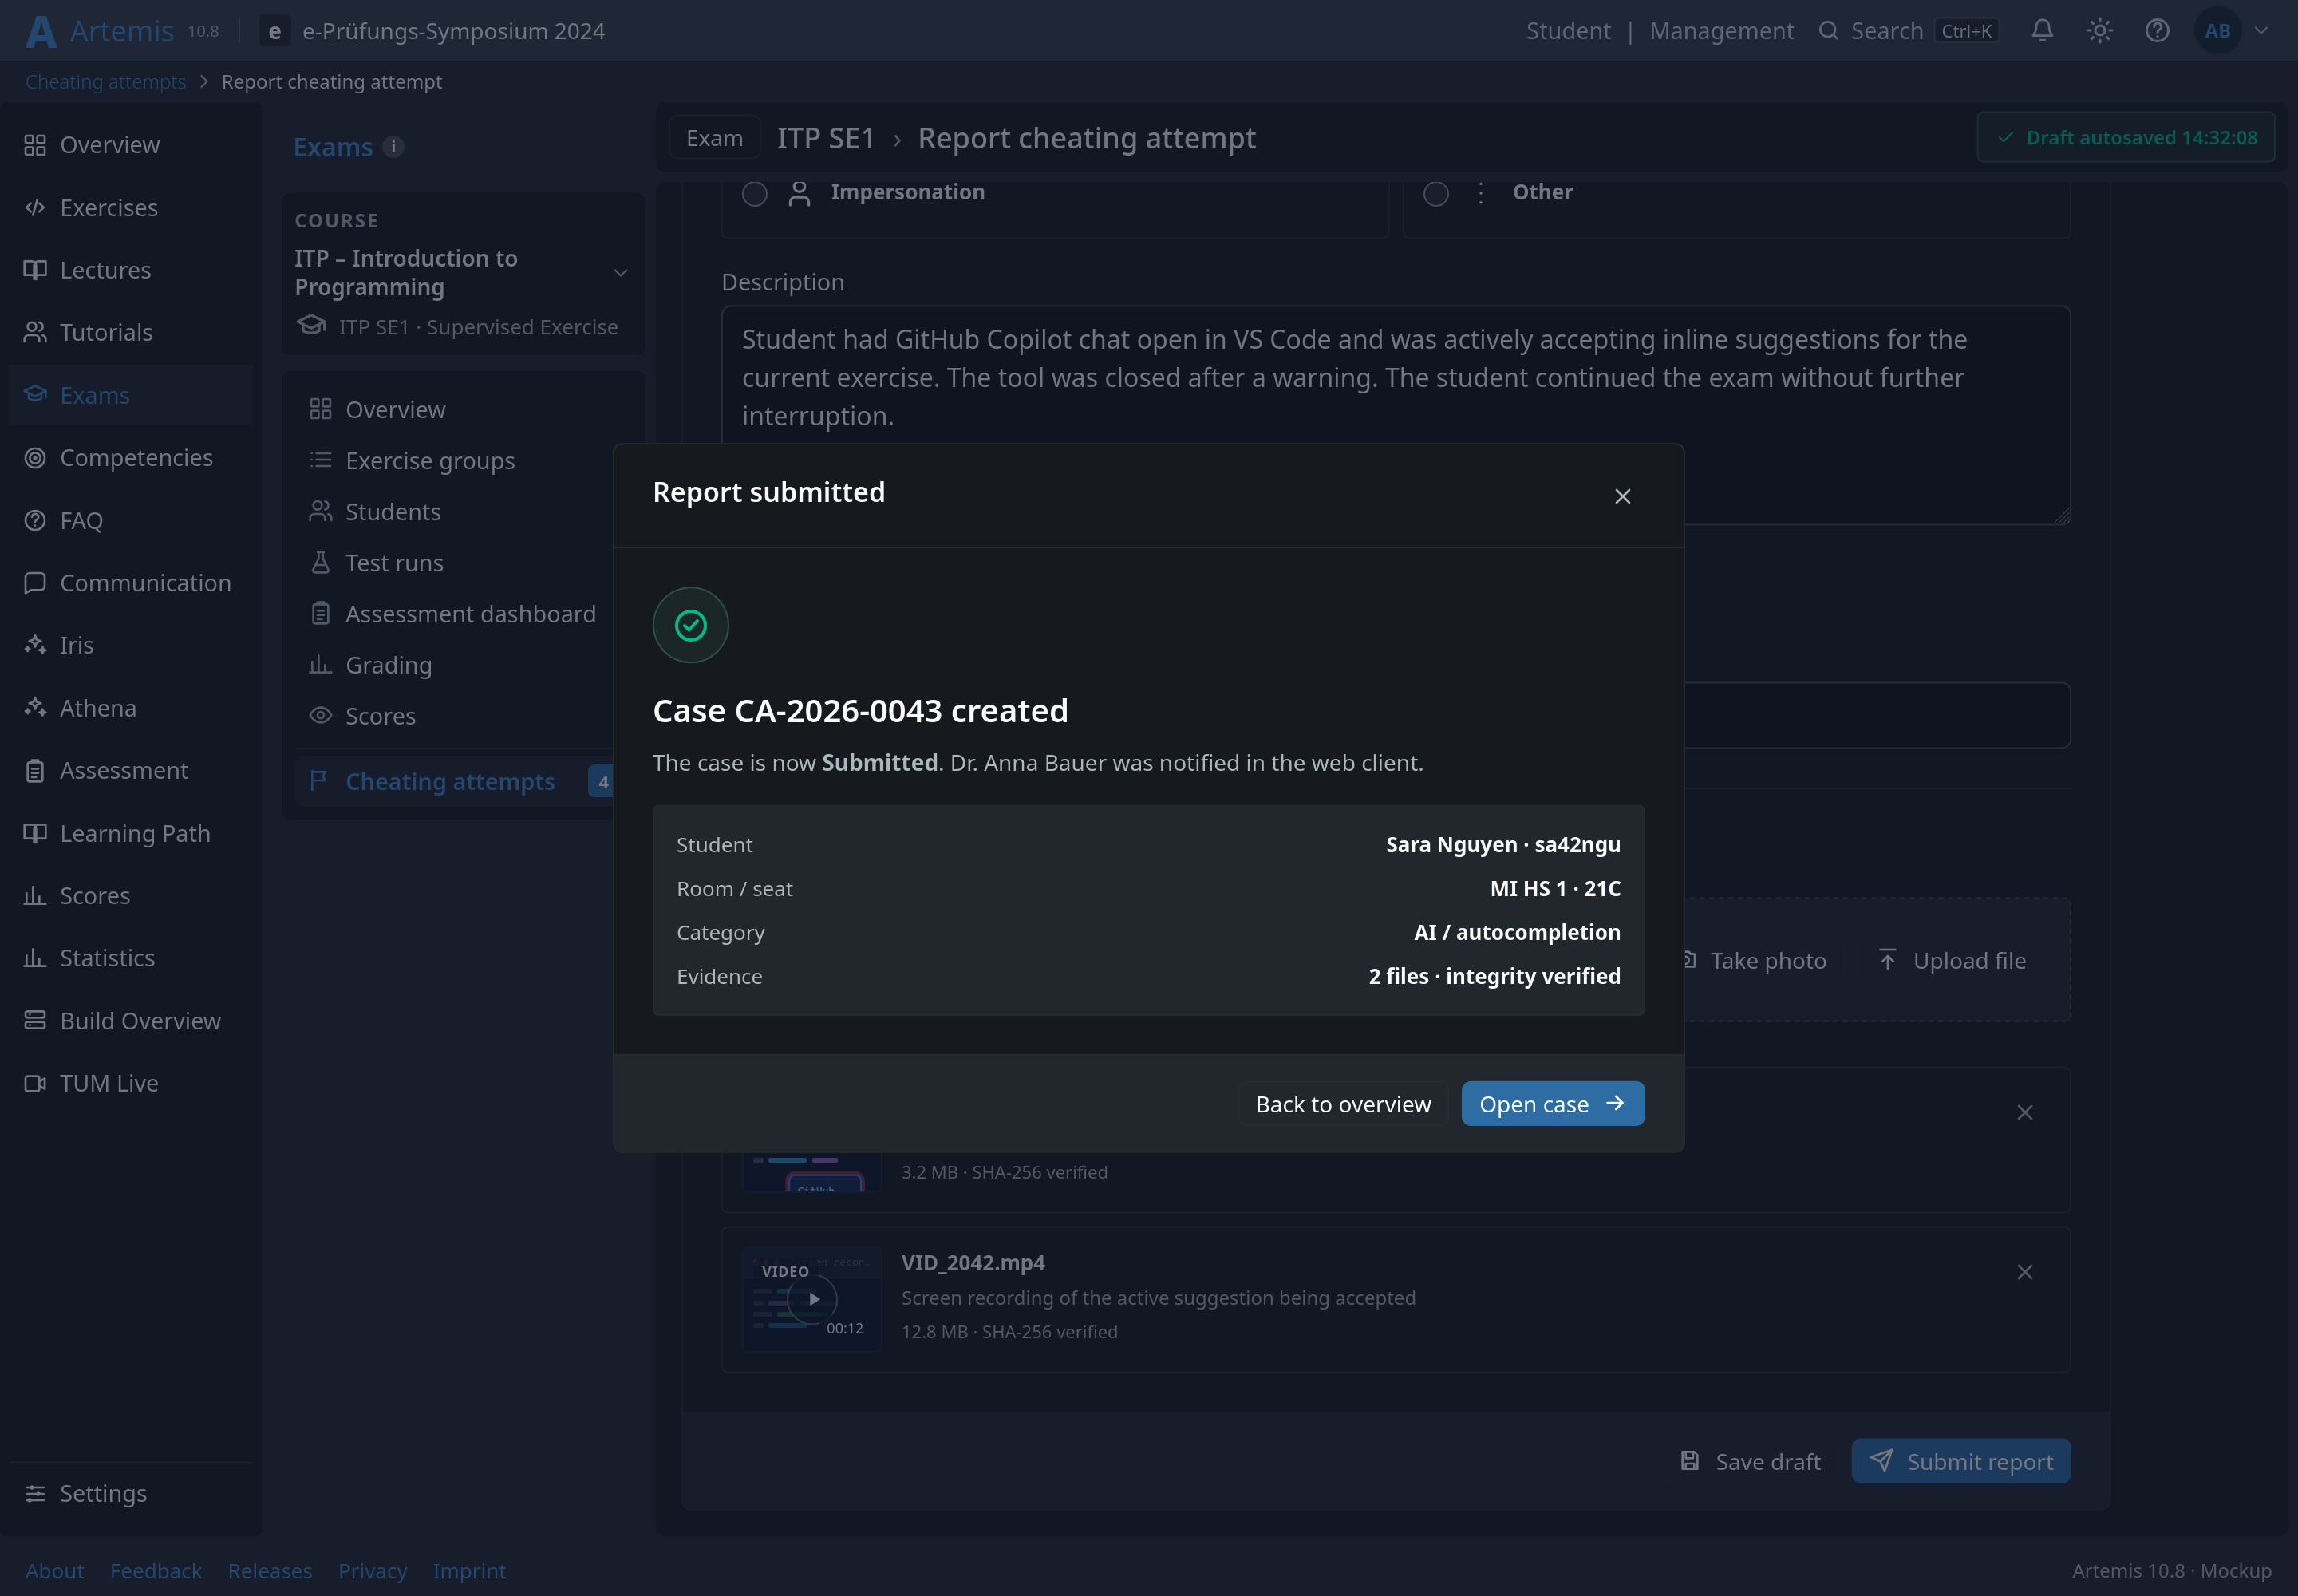 Artemis 10.8
e e-Prüfungs-Symposium 2024
Student | Management
Search Ctrl+K
AB
Cheating attempts > Report cheating attempt
Overview
Exercises
Lectures
Tutorials
Exams
Competencies
FAQ
Communication
Iris
Athena
Assessment
Learning Path
Scores
Statistics
Build Overview
TUM Live
Settings
Exams i
COURSE
ITP – Introduction to
Programming
ITP SE1 · Supervised Exercise
Overview
Exercise groups
Students
Test runs
Assessment dashboard
Grading
Scores
Cheating attempts 4
Exam ITP SE1 › Report cheating attempt
Draft autosaved 14:32:08
Impersonation
Other
Description
Student had GitHub Copilot chat open in VS Code and was actively accepting inline suggestions for the
current exercise. The tool was closed after a warning. The student continued the exam without further
interruption.
Report submitted
Case CA-2026-0043 created
The case is now Submitted. Dr. Anna Bauer was notified in the web client.
Student Sara Nguyen · sa42ngu
Room / seat MI HS 1 · 21C
Category AI / autocompletion
Evidence 2 files · integrity verified
Back to overview
Open case
Take photo
Upload file
GitHub
3.2 MB · SHA-256 verified
VIDEO
00:12
VID_2042.mp4
Screen recording of the active suggestion being accepted
12.8 MB · SHA-256 verified
Save draft
Submit report
About Feedback Releases Privacy Imprint
Artemis 10.8 · Mockup